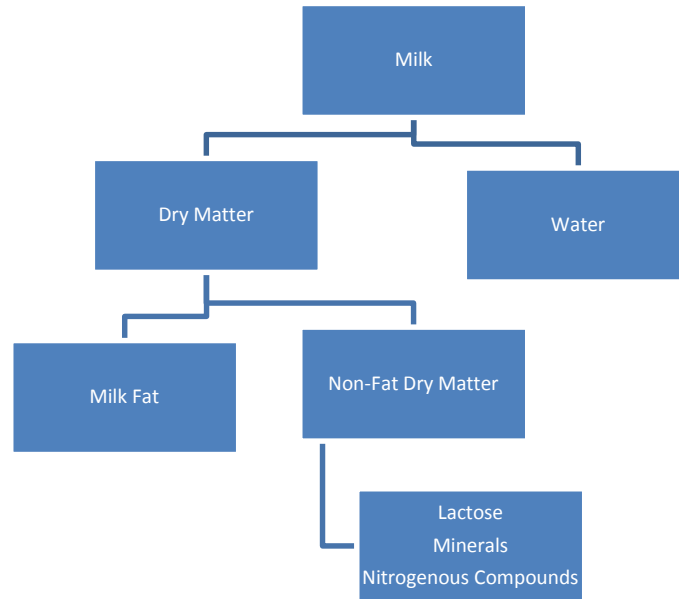 Milk
Dry Matter
Water
Milk Fat
Non-Fat Dry Matter
Lactose
Minerals
Nitrogenous Compounds